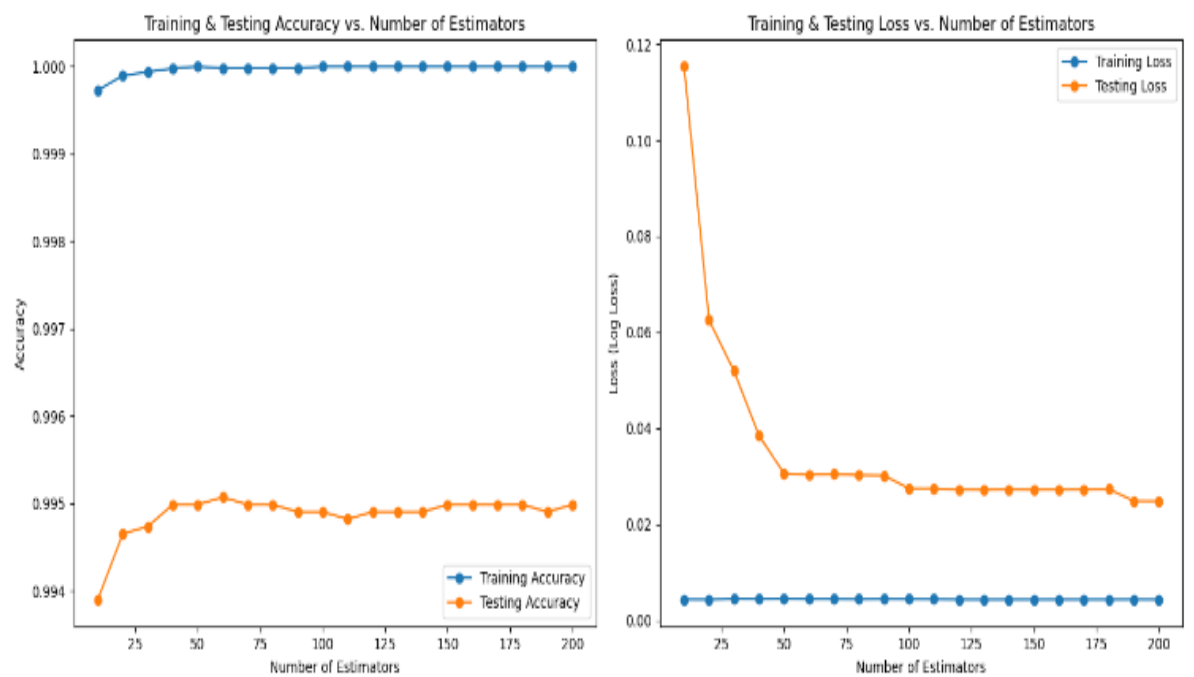 Training & Testing Accuracy vs. Number of Estimators
1.000
0.999
0.998
0.997
0.996
0.995
0.994
Accuracy
Training Accuracy
Testing Accuracy
25 50 75 100 125 150 175 200
Number of Estimators
Training & Testing Loss vs. Number of Estimators
0.12
0.10
0.08
0.06
0.04
0.02
0.00
Loss (Log Loss)
Training Loss
Testing Loss
25 50 75 100 125 150 175 200
Number of Estimators